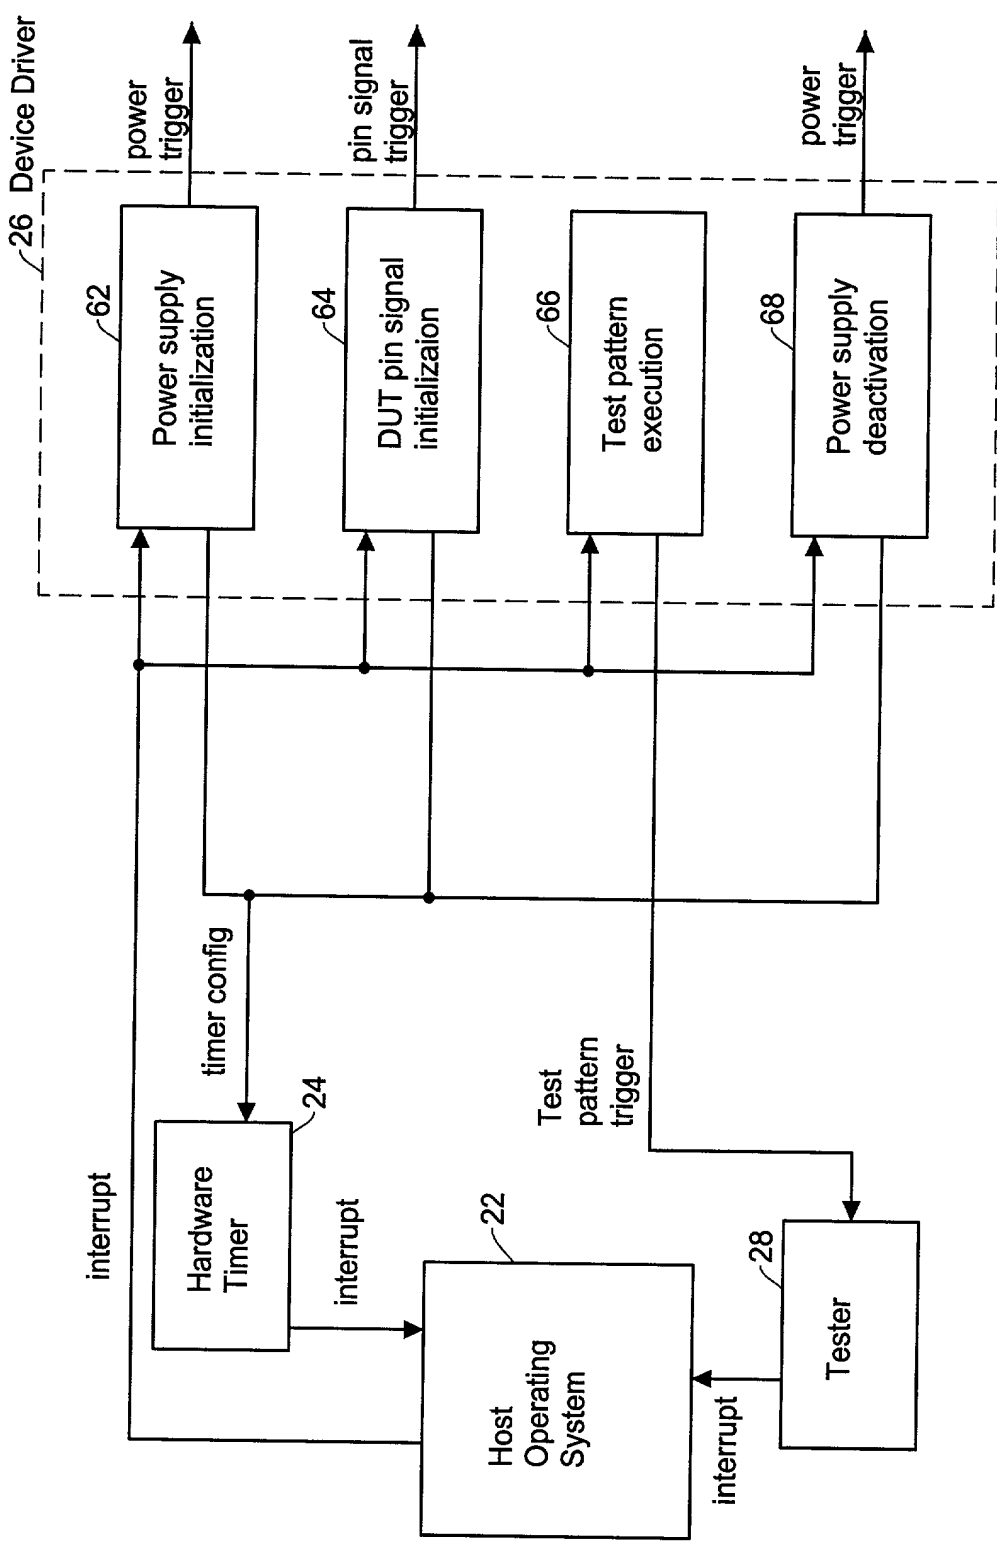 26 Device Driver
62
Power supply
initialization
power
trigger
64
DUT pin signal
initializaion
pin signal
trigger
66
Test pattern
execution
68
Power supply
deactivation
power
trigger
interrupt
timer config
Hardware
Timer
24
interrupt
Test
pattern
trigger
22
Host
Operating
System
interrupt
28
Tester